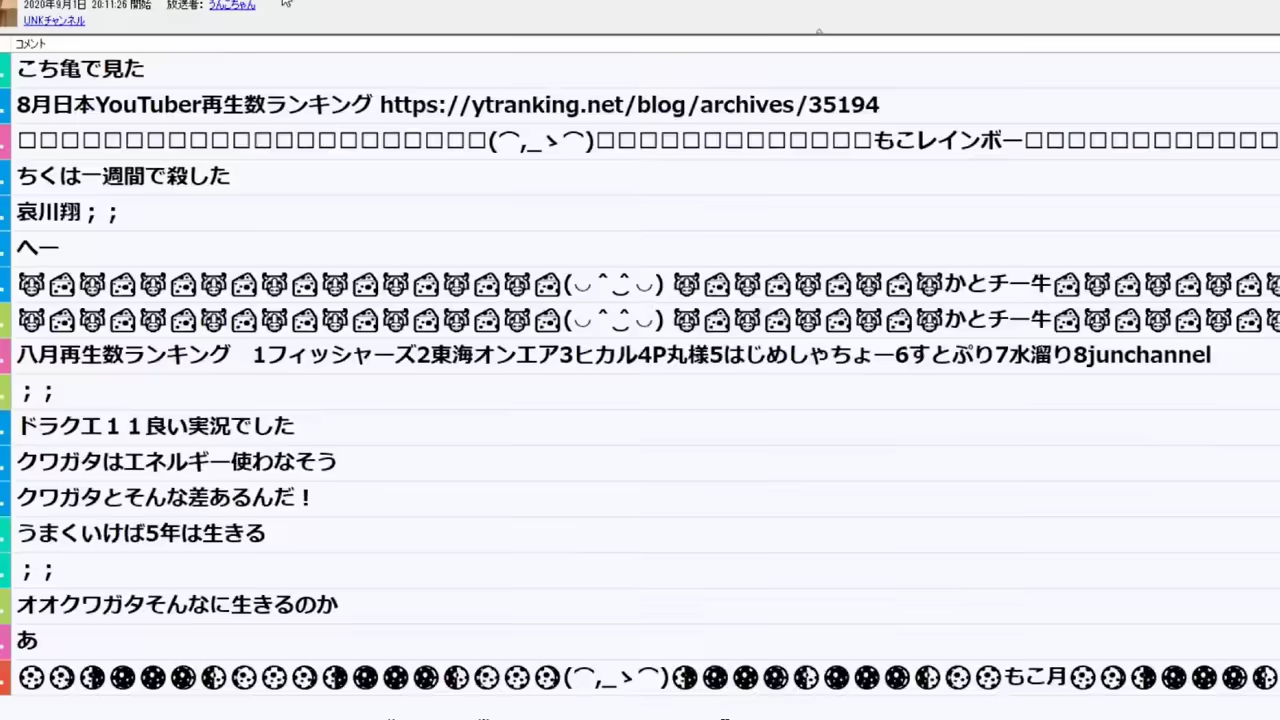 2020年9月1日 20:11:26 開始 放送者: うんこちゃん
UNKチャンネル
コメント
こち亀で見た
8月日本YouTuber再生数ランキング https://ytranking.net/blog/archives/35194
□□□□□□□□□□□□□□□□□□□□□□(⌒,_ゝ⌒)□□□□□□□□□□□□□もこレインボー□□□□□□□□□□□□
ちくは一週間で殺した
哀川翔；；
へー
🐮🧀🐮🧀🐮🧀🐮🧀🐮🧀🐮🧀🐮🧀🐮🧀🐮🧀(◡ ̂ ‿ ̂ ◡) 🐮🧀🐮🧀🐮🧀🐮🧀🐮かとチー牛🧀🐮🧀🐮🧀🐮🧀🐮
🐮🧀🐮🧀🐮🧀🐮🧀🐮🧀🐮🧀🐮🧀🐮🧀🐮🧀(◡ ̂ ‿ ̂ ◡) 🐮🧀🐮🧀🐮🧀🐮🧀🐮かとチー牛🧀🐮🧀🐮🧀🐮🧀🐮
八月再生数ランキング　1フィッシャーズ2東海オンエア3ヒカル4P丸様5はじめしゃちょー6すとぷり7水溜り8junchannel
；；
ドラクエ１１良い実況でした
クワガタはエネルギー使わなそう
クワガタとそんな差あるんだ！
うまくいけば5年は生きる
；；
オオクワガタそんなに生きるのか
あ
🌕🌖🌗🌘🌑🌒🌓🌔🌕🌖🌗🌘🌑🌒🌓🌔🌕🌖(⌒,_ゝ⌒)🌗🌘🌑🌒🌓🌘🌑🌒🌓🌔🌕もこ月🌕🌖🌗🌘🌑🌒🌓